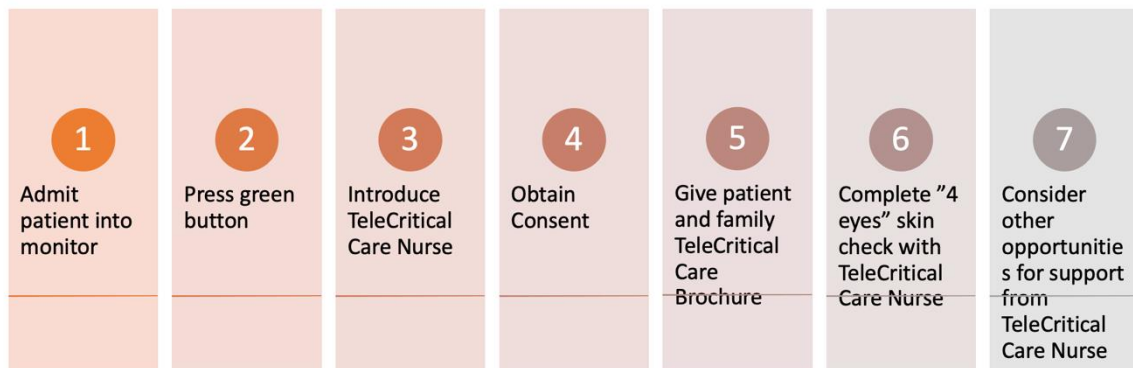 1
Admit
patient into
monitor
2
Press green
button
3
Introduce
TeleCritical
Care Nurse
4
Obtain
Consent
5
Give patient
and family
TeleCritical
Care
Brochure
6
Complete ”4
eyes” skin
check with
TeleCritical
Care Nurse
7
Consider
other
opportunitie
s for support
from
TeleCritical
Care Nurse